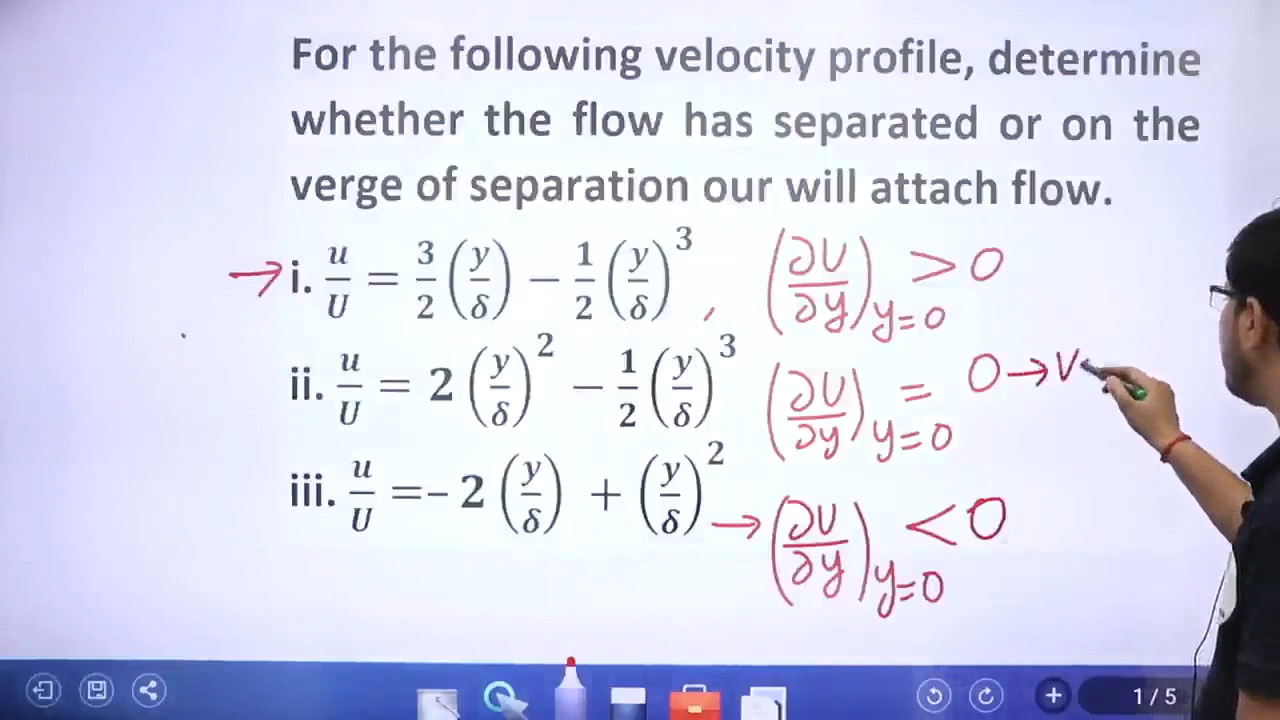 For the following velocity profile, determine
whether the flow has separated or on the
verge of separation our will attach flow.
→ i. u/U = 3/2 (y/δ) − 1/2 (y/δ)³ , (∂U/∂y)y=0 > 0
ii. u/U = 2 (y/δ)² − 1/2 (y/δ)³ (∂U/∂y)y=0 = 0 → V
iii. u/U =– 2 (y/δ) + (y/δ)² → (∂U/∂y)y=0 < 0
1 / 5